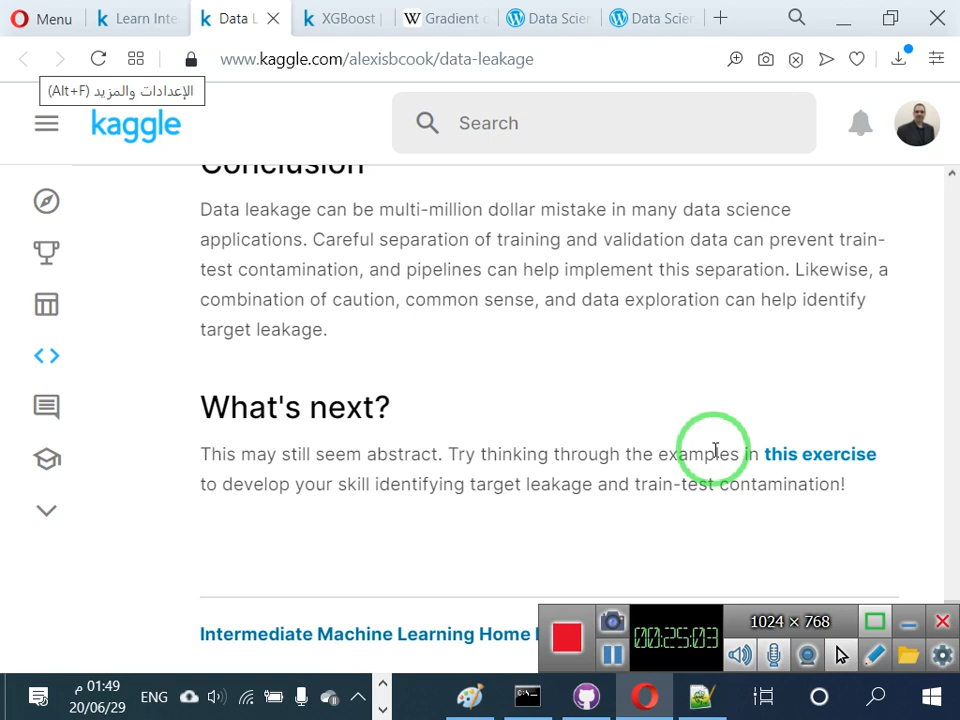 Menu
Learn Inte
Data L
XGBoost |
Gradient
Data Scien
Data Scien
www.kaggle.com/alexisbcook/data-leakage
الإعدادات والمزيد (Alt+F)
kaggle
Search
Conclusion
Data leakage can be multi-million dollar mistake in many data science
applications. Careful separation of training and validation data can prevent train-
test contamination, and pipelines can help implement this separation. Likewise, a
combination of caution, common sense, and data exploration can help identify
target leakage.
What's next?
This may still seem abstract. Try thinking through the examples in this exercise
to develop your skill identifying target leakage and train-test contamination!
Intermediate Machine Learning Home
00:25:03
1024 × 768
01:49 م
ENG
20/06/29